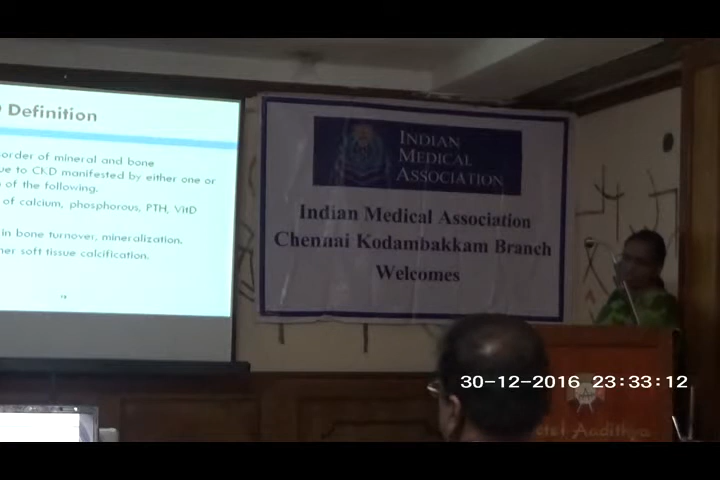 Definition
order of mineral and bone
ue to CKD manifested by either one or
of the following.
of calcium, phosphorous, PTH, VitD
in bone turnover, mineralization,
her soft tissue calcification.
INDIAN
MEDICAL
ASSOCIATION
Indian Medical Association
Chennai Kodambakkam Branch
Welcomes
30-12-2016 23:33:12
Aadithya